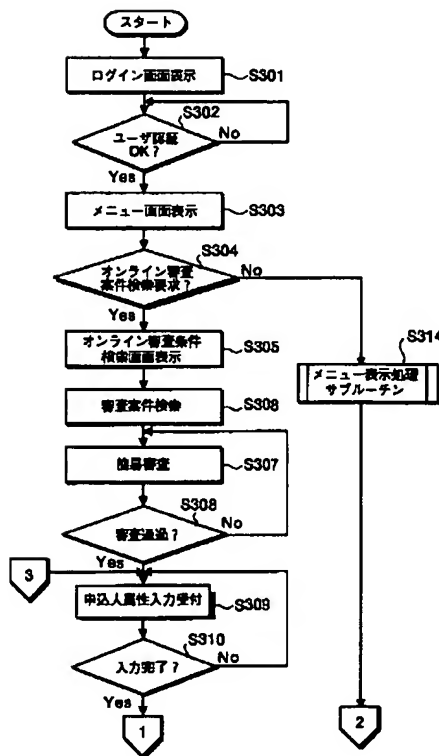 スタート
ログイン画面表示
S301
S302
ユーザ認証
OK？
No
Yes
メニュー画面表示
S303
S304
オンライン審査
案件検索要求？
No
Yes
オンライン審査条件
検索画面表示
S305
S314
メニュー表示処理
サブルーチン
審査案件検索
S306
簡易審査
S307
S308
審査通過？
No
Yes
3
申込人属性入力受付
S309
S310
入力完了？
No
Yes
1
2